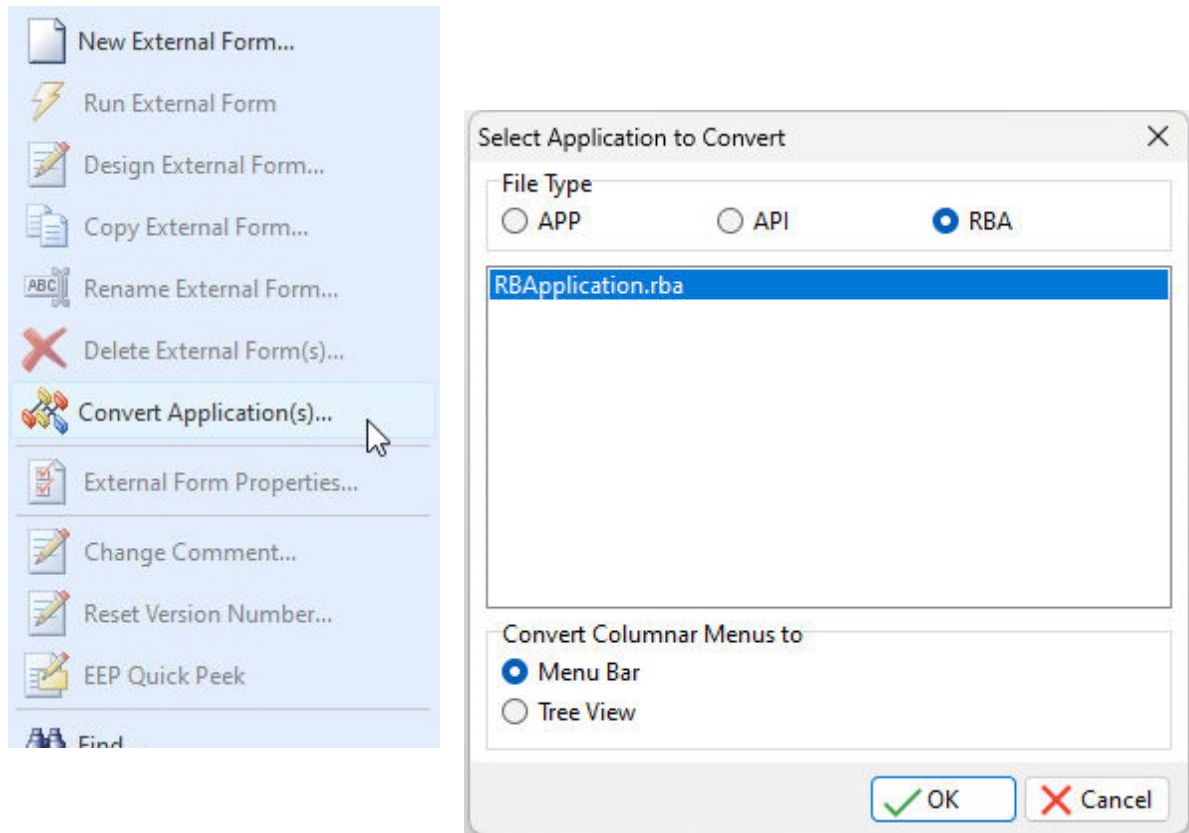 New External Form...
Run External Form
Design External Form...
Copy External Form...
ABC
Rename External Form...
Delete External Form(s)...
Convert Application(s)...
External Form Properties...
Change Comment...
Reset Version Number...
EEP Quick Peek
Find...
Select Application to Convert
File Type
APP API RBA
RBApplication.rba
Convert Columnar Menus to
Menu Bar
Tree View
OK Cancel